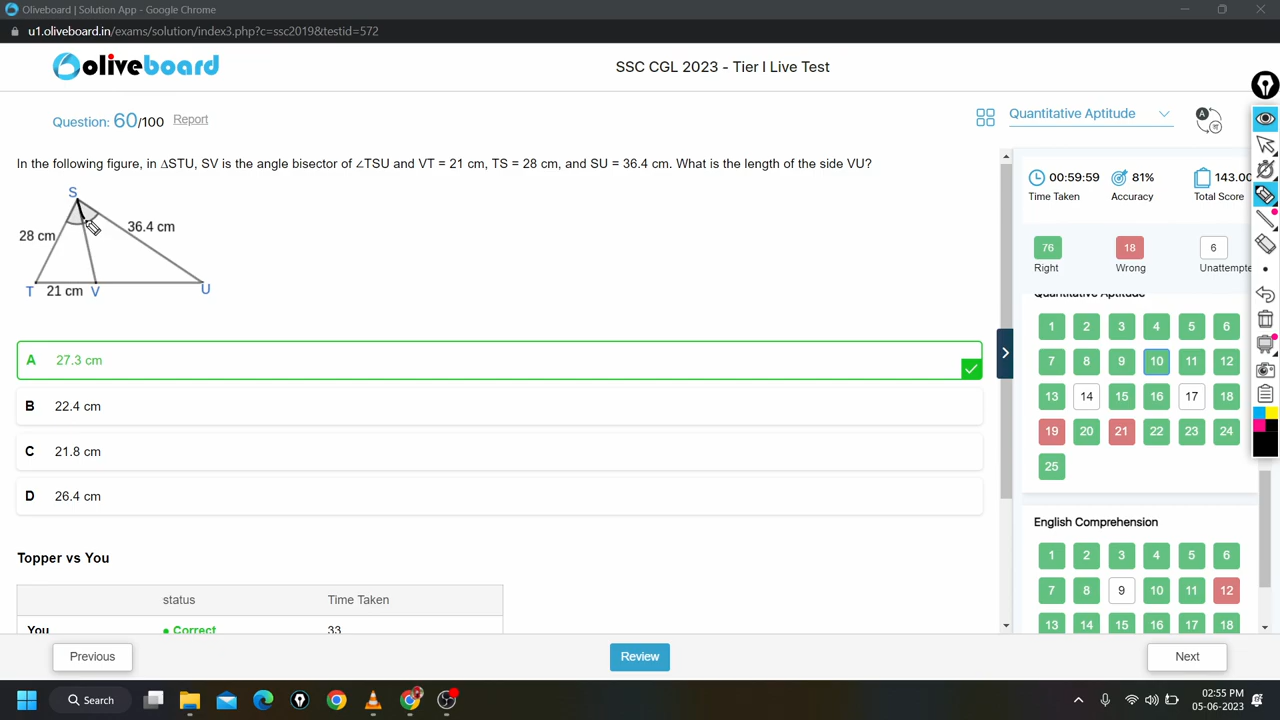 Oliveboard | Solution App - Google Chrome
u1.oliveboard.in/exams/solution/index3.php?c=ssc2019&testid=572
oliveboard
SSC CGL 2023 - Tier I Live Test
Question: 60/100 Report
Quantitative Aptitude
A
In the following figure, in ΔSTU, SV is the angle bisector of ∠TSU and VT = 21 cm, TS = 28 cm, and SU = 36.4 cm. What is the length of the side VU?
S
36.4 cm
28 cm
T 21 cm V U
A 27.3 cm
B 22.4 cm
C 21.8 cm
D 26.4 cm
Topper vs You
status Time Taken
You Correct 33
Previous
Review
Next
00:59:59 81% 143.00
Time Taken Accuracy Total Score
76 18 6
Right Wrong Unattempte
Quantitative Aptitude
1 2 3 4 5 6
7 8 9 10 11 12
13 14 15 16 17 18
19 20 21 22 23 24
25
English Comprehension
1 2 3 4 5 6
7 8 9 10 11 12
13 14 15 16 17 18
Search
02:55 PM
05-06-2023